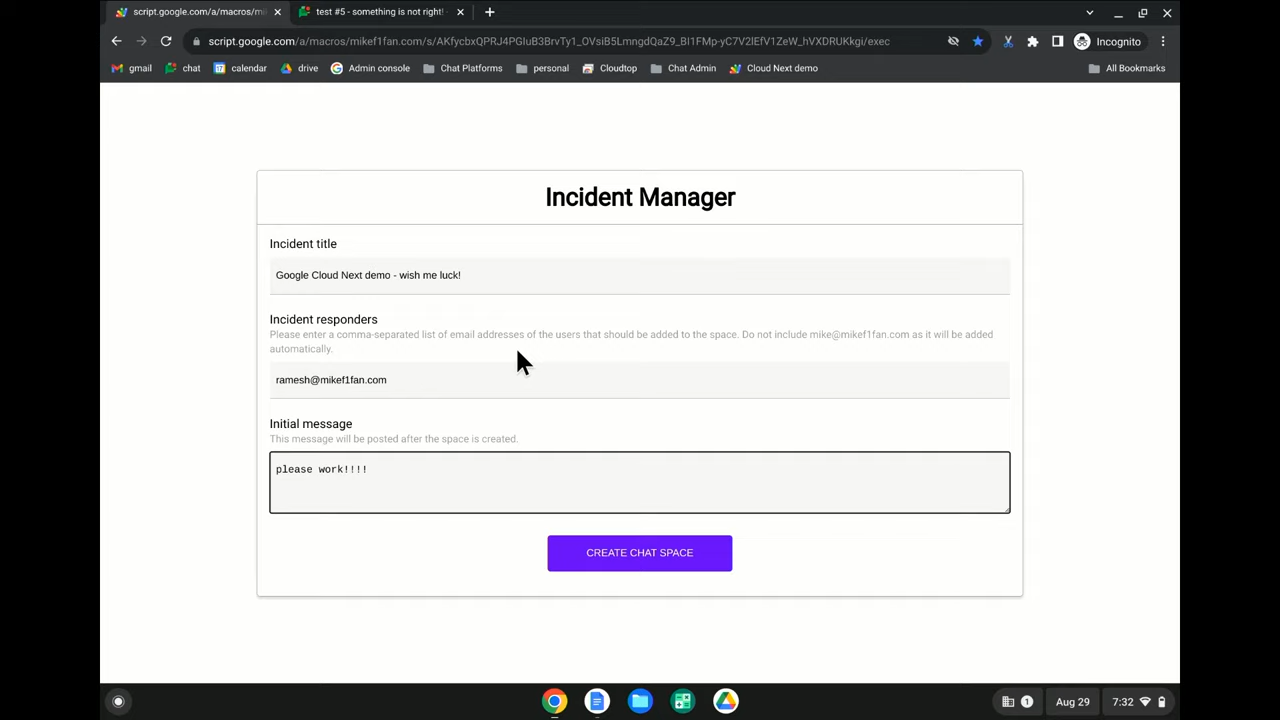 script.google.com/a/macros/mi
test #5 - something is not right!
script.google.com/a/macros/mikef1fan.com/s/AKfycbxQPRJ4PGIuB3BrvTy1_OVsiB5LmngdQaZ9_BI1FMp-yC7V2lEfV1ZeW_hVXDRUKkgi/exec
Incognito
gmail
chat
calendar
drive
Admin console
Chat Platforms
personal
Cloudtop
Chat Admin
Cloud Next demo
All Bookmarks
Incident Manager
Incident title
Google Cloud Next demo - wish me luck!
Incident responders
Please enter a comma-separated list of email addresses of the users that should be added to the space. Do not include mike@mikef1fan.com as it will be added
automatically.
ramesh@mikef1fan.com
Initial message
This message will be posted after the space is created.
please work!!!!
CREATE CHAT SPACE
1
Aug 29
7:32